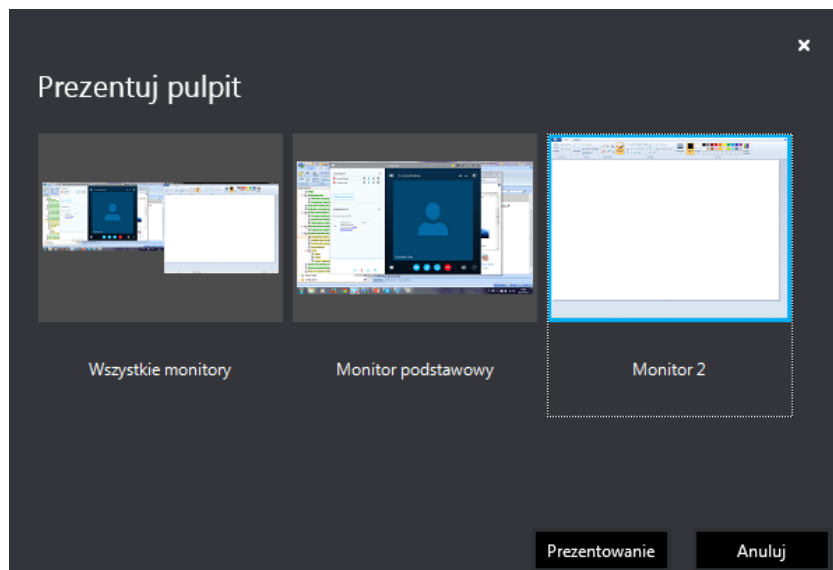 Prezentuj pulpit
Wszystkie monitory
Monitor podstawowy
Monitor 2
Prezentowanie
Anuluj